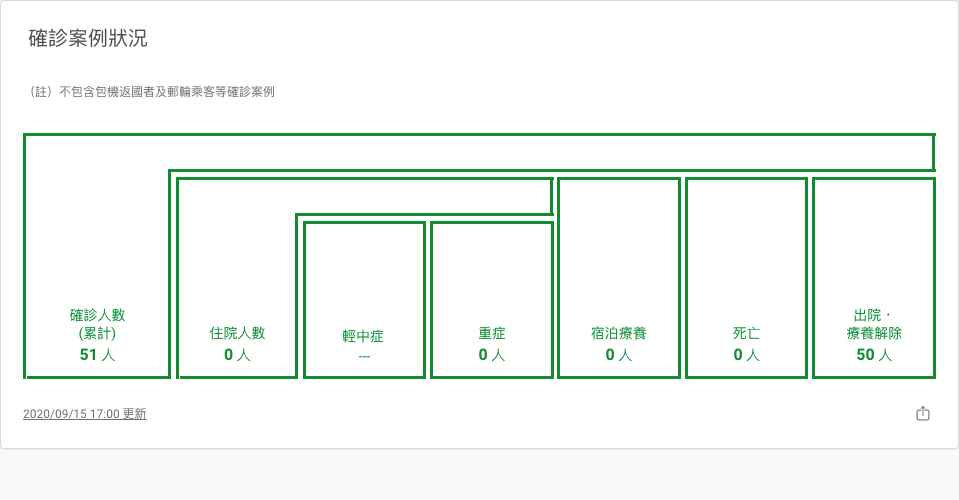 確診案例狀況
（註）不包含包機返國者及郵輪乘客等確診案例
確診人數
(累計)
51 人
住院人數
0 人
輕中症
---
重症
0 人
宿泊療養
0 人
死亡
0 人
出院・
療養解除
50 人
2020/09/15 17:00 更新